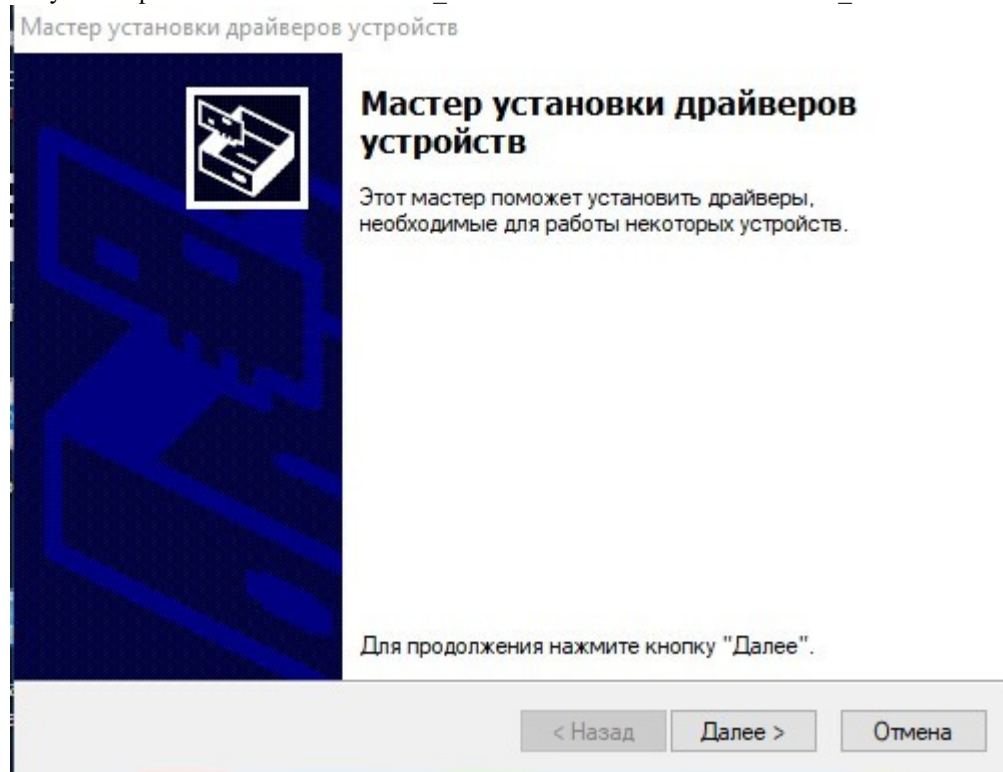 Мастер установки драйверов устройств
Мастер установки драйверов
устройств
Этот мастер поможет установить драйверы,
необходимые для работы некоторых устройств.
Для продолжения нажмите кнопку "Далее".
< Назад
Далее >
Отмена